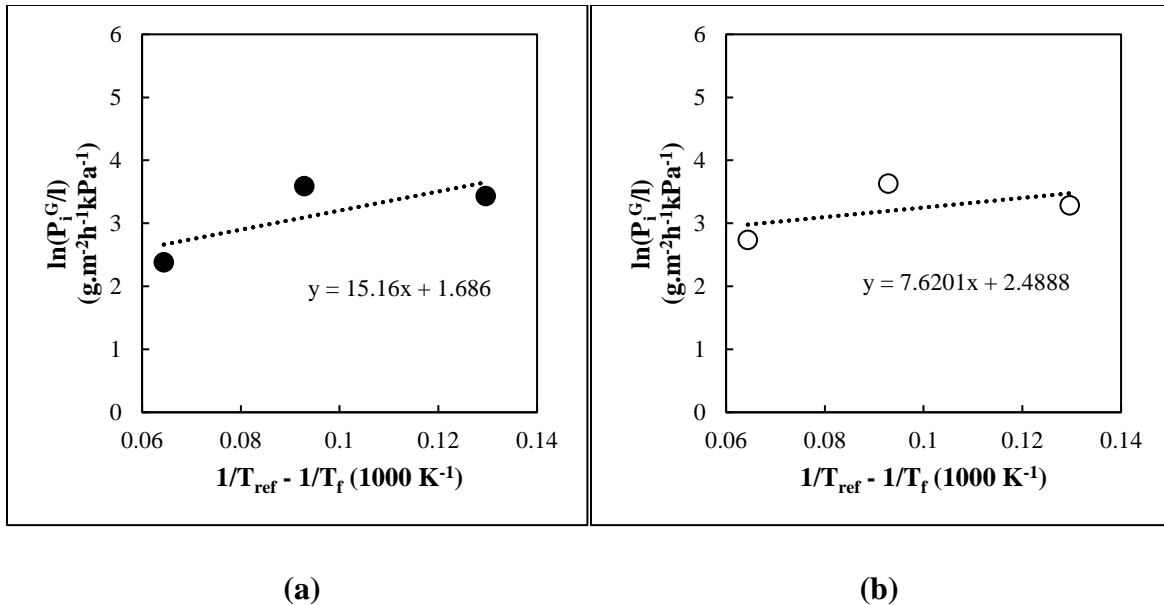 ln(Pᵢᴳ/l)
(g.m⁻²h⁻¹kPa⁻¹)
6
5
4
3
2
1
0
y = 15.16x + 1.686
0.06 0.08 0.1 0.12 0.14
1/Tref - 1/Tf (1000 K⁻¹)
(a)
ln(Pᵢᴳ/l)
(g.m⁻²h⁻¹kPa⁻¹)
6
5
4
3
2
1
0
y = 7.6201x + 2.4888
0.06 0.08 0.1 0.12 0.14
1/Tref - 1/Tf (1000 K⁻¹)
(b)